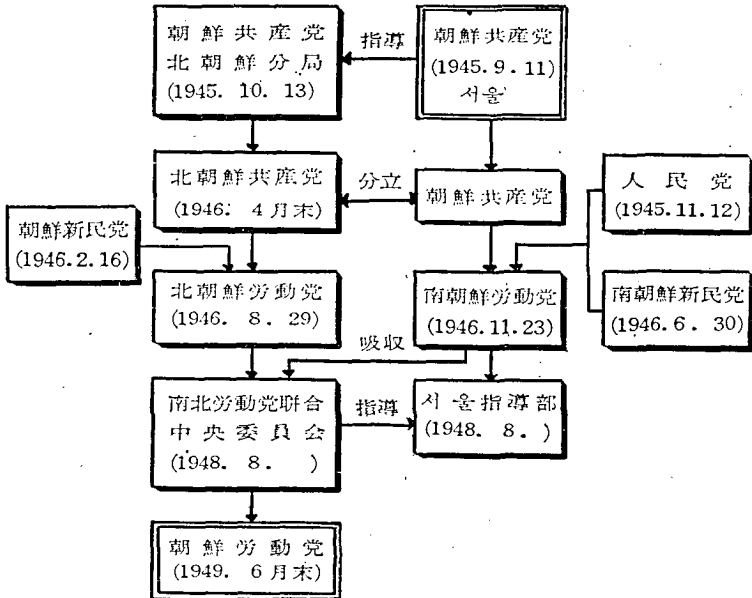 朝鮮共産党
北朝鮮分局
(1945. 10. 13)
指導
朝鮮共産党
(1945. 9. 11)
서울
北朝鮮共産党
(1946. 4月末)
分立
朝鮮共産党
人民党
(1945.11.12)
朝鮮新民党
(1946.2.16)
北朝鮮労動党
(1946. 8. 29)
南朝鮮労動党
(1946.11.23)
南朝鮮新民党
(1946.6. 30)
吸収
南北労動党聨合
中央委員会
(1948. 8. )
指導
서울指導部
(1948. 8. )
朝鮮労動党
(1949. 6月末)